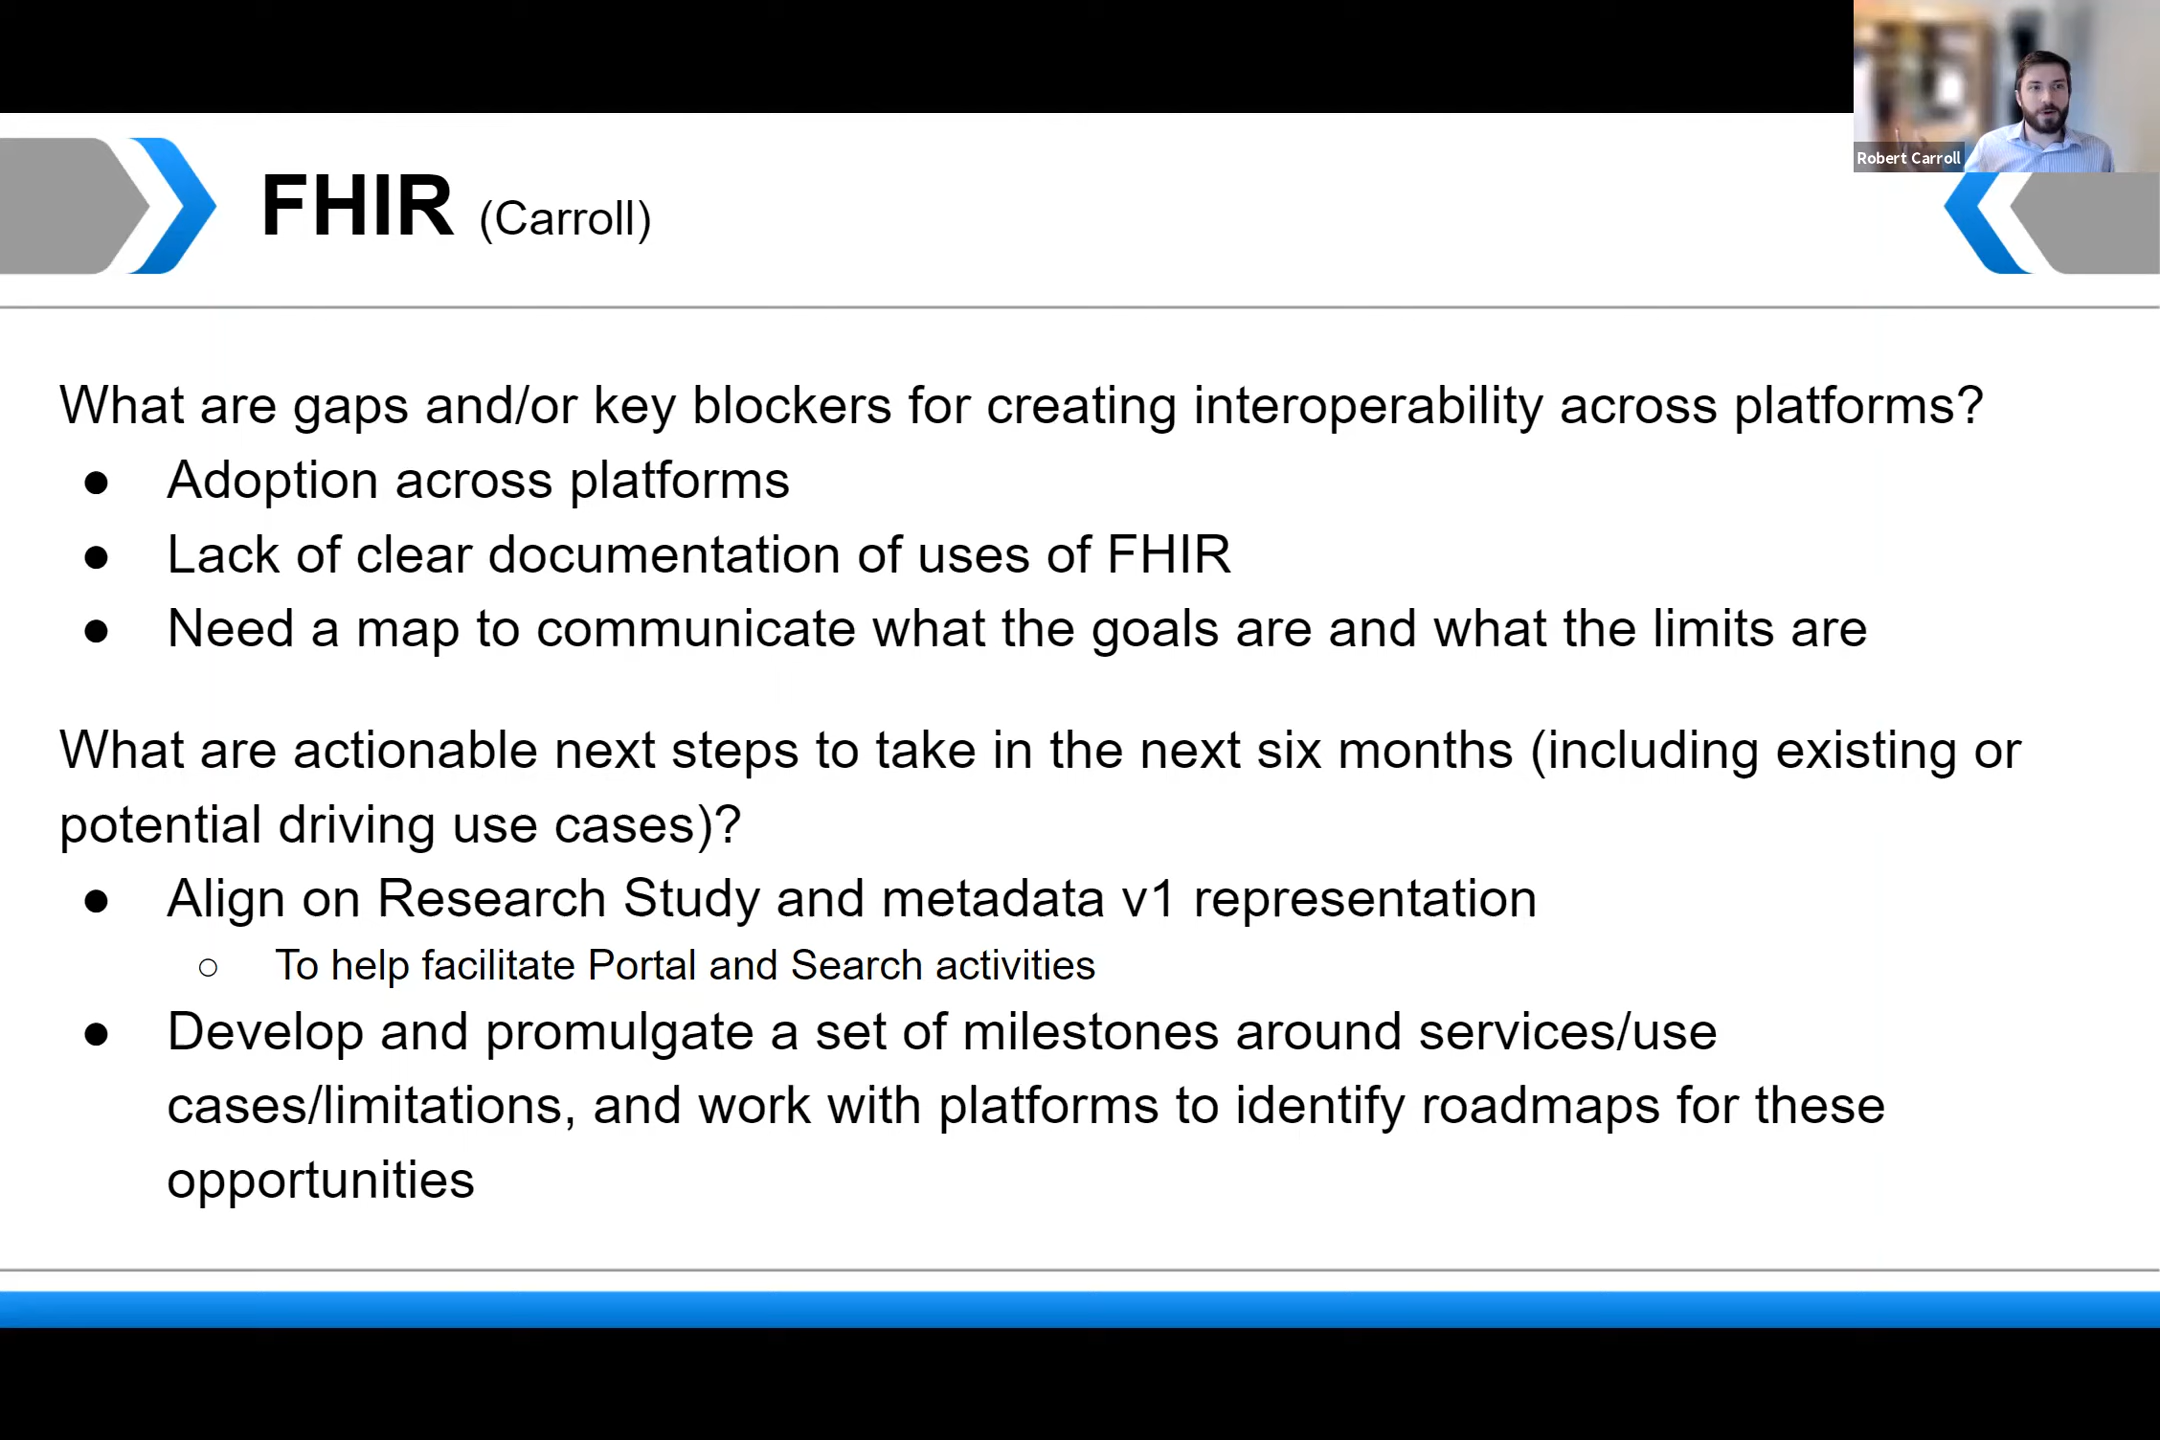 Robert Carroll
FHIR (Carroll)
What are gaps and/or key blockers for creating interoperability across platforms?
● Adoption across platforms
● Lack of clear documentation of uses of FHIR
● Need a map to communicate what the goals are and what the limits are
What are actionable next steps to take in the next six months (including existing or
potential driving use cases)?
● Align on Research Study and metadata v1 representation
○ To help facilitate Portal and Search activities
● Develop and promulgate a set of milestones around services/use
cases/limitations, and work with platforms to identify roadmaps for these
opportunities